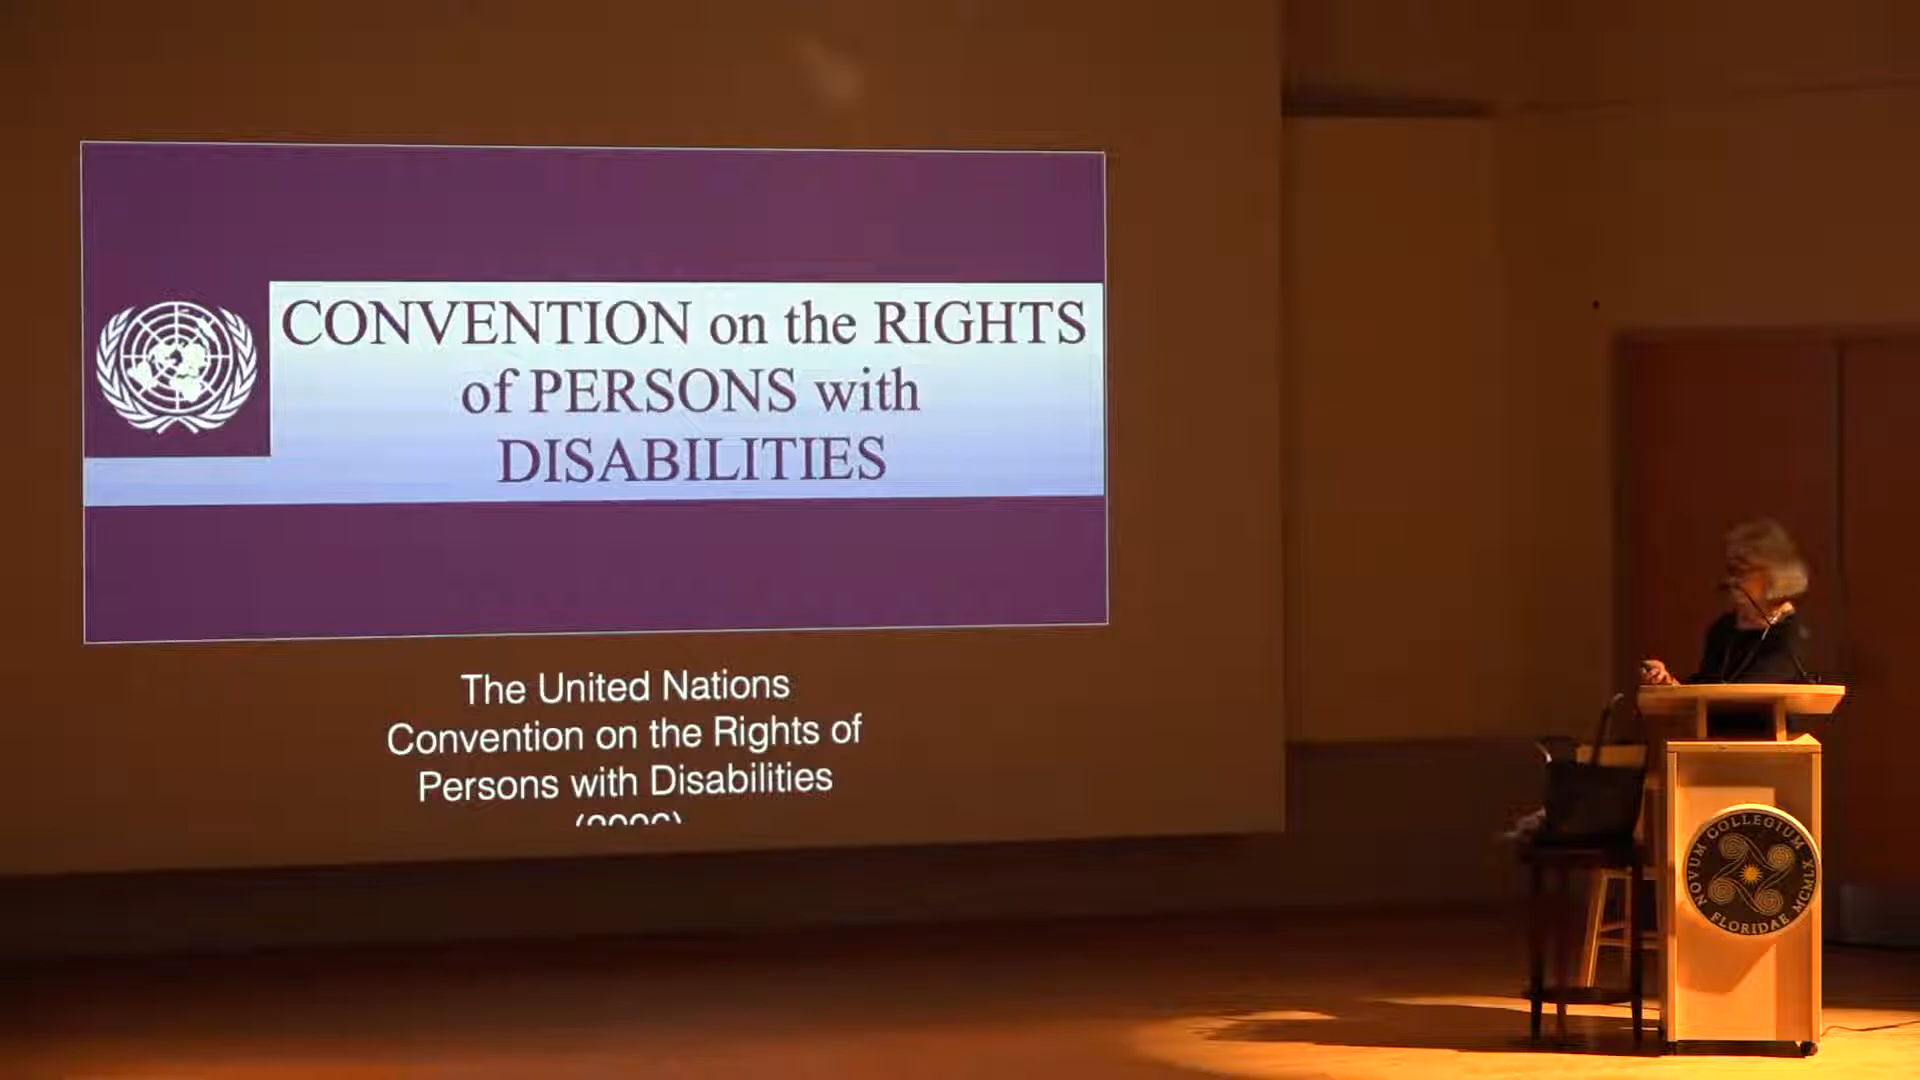 CONVENTION on the RIGHTS
of PERSONS with
DISABILITIES
The United Nations
Convention on the Rights of
Persons with Disabilities
NOVUM COLLEGIUM
FLORIDAE MCMLX